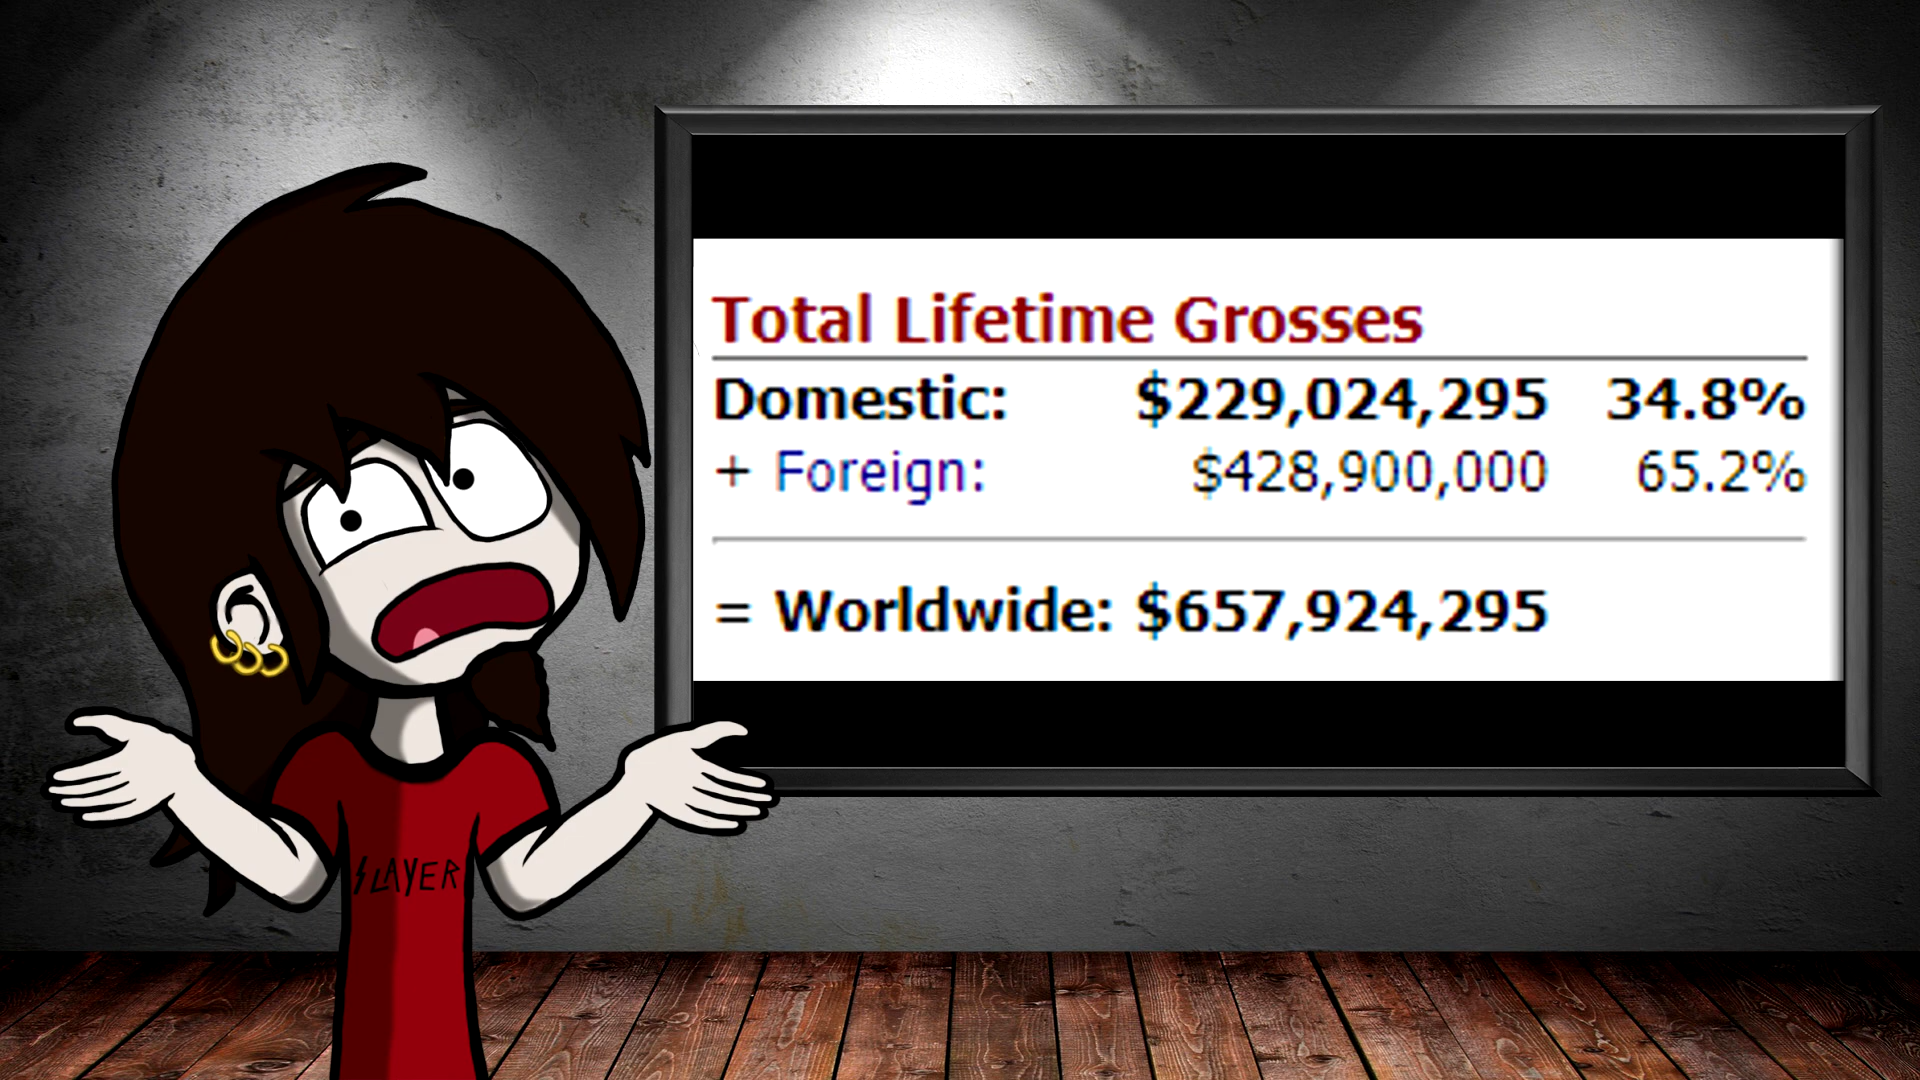 Total Lifetime Grosses
Domestic: $229,024,295 34.8%
+ Foreign: $428,900,000 65.2%
= Worldwide: $657,924,295
SLAYER